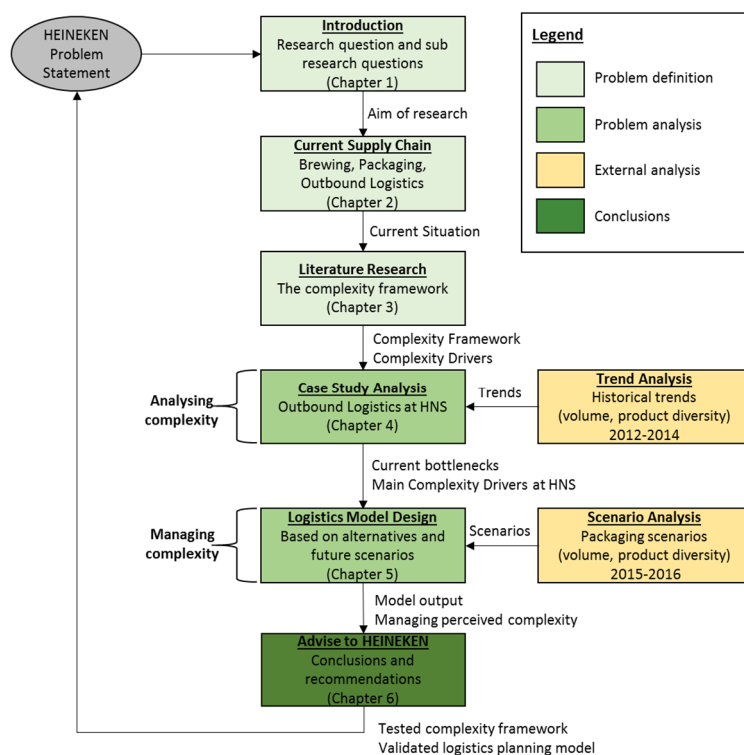 HEINEKEN
Problem
Statement
Introduction
Research question and sub
research questions
(Chapter 1)
Aim of research
Current Supply Chain
Brewing, Packaging,
Outbound Logistics
(Chapter 2)
Current Situation
Literature Research
The complexity framework
(Chapter 3)
Complexity Framework
Complexity Drivers
Analysing
complexity
Case Study Analysis
Outbound Logistics at HNS
(Chapter 4)
Trends
Trend Analysis
Historical trends
(volume, product diversity)
2012-2014
Current bottlenecks
Main Complexity Drivers at HNS
Managing
complexity
Logistics Model Design
Based on alternatives and
future scenarios
(Chapter 5)
Scenarios
Scenario Analysis
Packaging scenarios
(volume, product diversity)
2015-2016
Model output
Managing perceived complexity
Advise to HEINEKEN
Conclusions and
recommendations
(Chapter 6)
Tested complexity framework
Validated logistics planning model
Legend
Problem definition
Problem analysis
External analysis
Conclusions